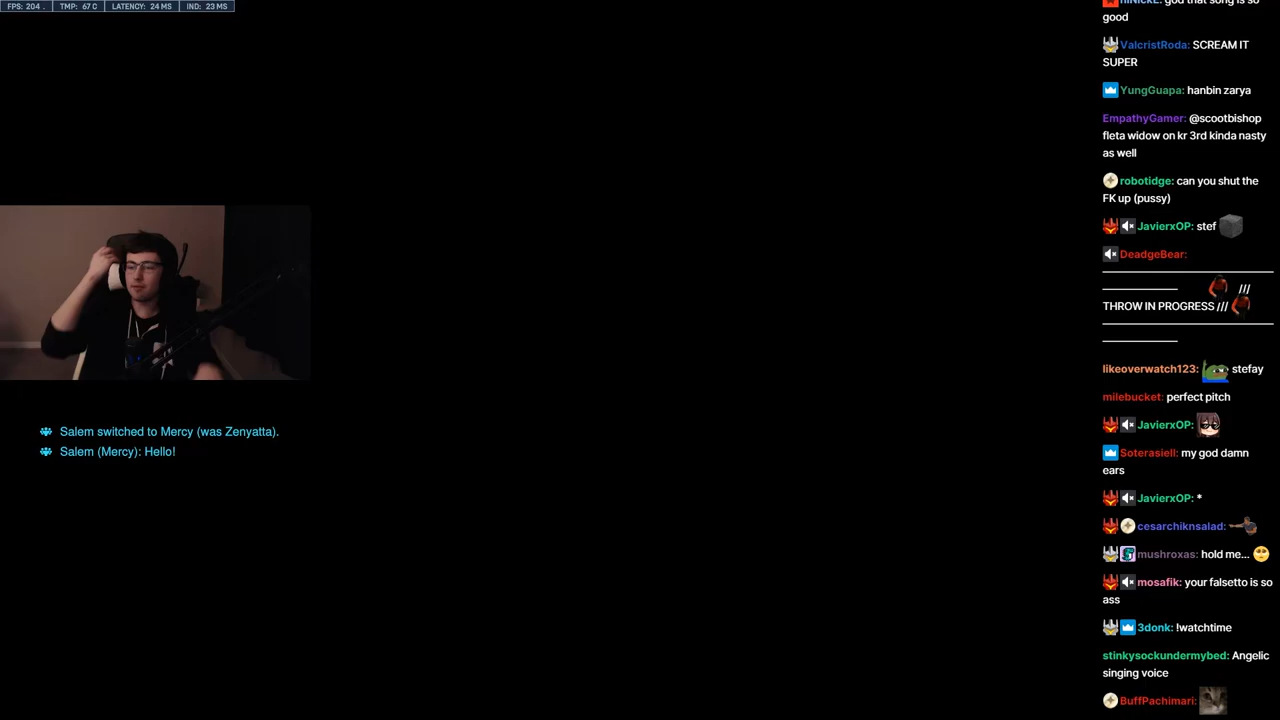 FPS: 204 .
TMP: 67 C
LATENCY: 24 MS
IND: 23 MS
Salem switched to Mercy (was Zenyatta).
Salem (Mercy): Hello!
god that song is so
good
ValcristRoda: SCREAM IT
SUPER
YungGuapa: hanbin zarya
EmpathyGamer: @scootbishop
fleta widow on kr 3rd kinda nasty
as well
robotidge: can you shut the
FK up (pussy)
JavierxOP: stef
DeadgeBear:
///
THROW IN PROGRESS ///
likeoverwatch123: stefay
milebucket: perfect pitch
JavierxOP:
Soterasiell: my god damn
ears
JavierxOP: *
cesarchiknsalad:
mushroxas: hold me...
mosafik: your falsetto is so
ass
3donk: !watchtime
stinkysockundermybed: Angelic
singing voice
BuffPachimari: